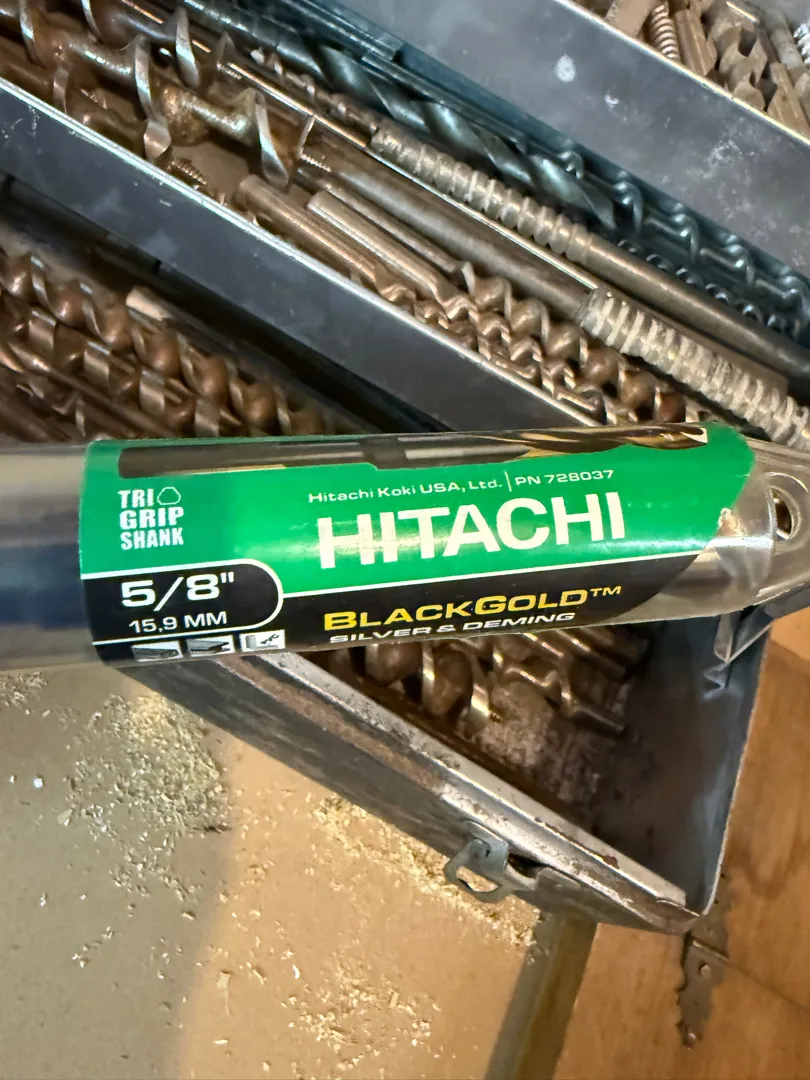 TRI
GRIP
SHANK
Hitachi Koki USA, Ltd. | PN 728037
HITACHI
5/8"
15,9 MM
BLACKGOLD™
SILVER & DEMING